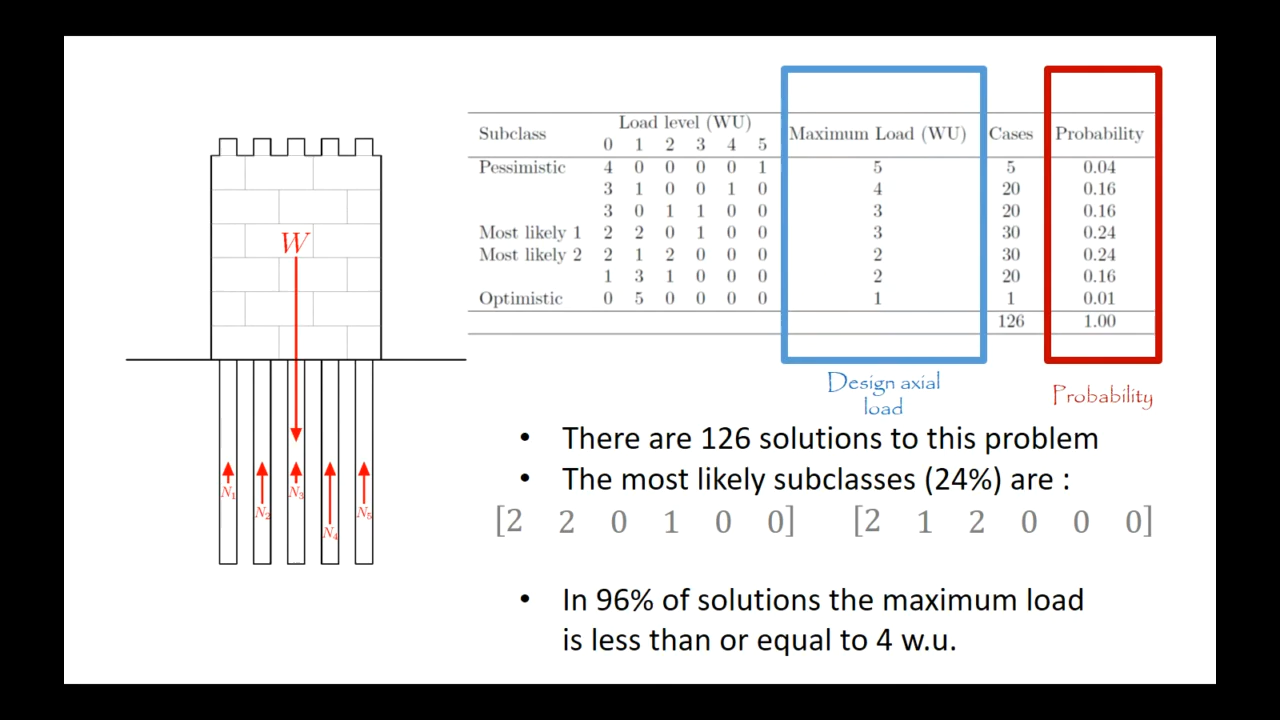 W
N1
N2
N3
N4
N5
Load level (WU)
Subclass 0 1 2 3 4 5 Maximum Load (WU) Cases Probability
Pessimistic 4 0 0 0 0 1 5 5 0.04
3 1 0 0 1 0 4 20 0.16
3 0 1 1 0 0 3 20 0.16
Most likely 1 2 2 0 1 0 0 3 30 0.24
Most likely 2 2 1 2 0 0 0 2 30 0.24
1 3 1 0 0 0 2 20 0.16
Optimistic 0 5 0 0 0 0 1 1 0.01
126 1.00
Design axial
load
Probability
• There are 126 solutions to this problem
• The most likely subclasses (24%) are :
[2 2 0 1 0 0] [2 1 2 0 0 0]
• In 96% of solutions the maximum load
is less than or equal to 4 w.u.